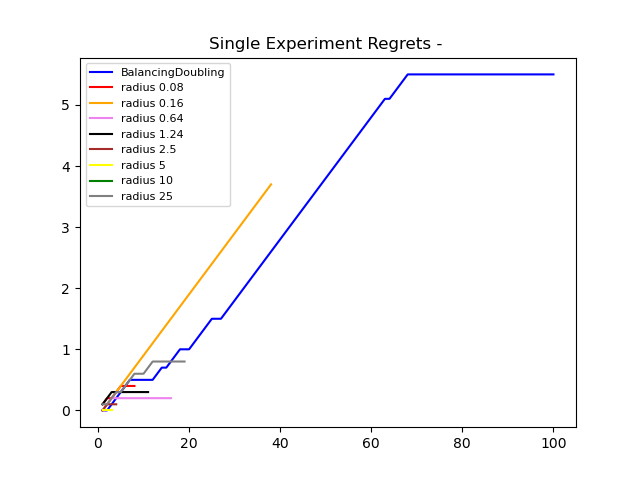 Single Experiment Regrets -
BalancingDoubling
radius 0.08
radius 0.16
radius 0.64
radius 1.24
radius 2.5
radius 5
radius 10
radius 25
5
4
3
2
1
0
0 20 40 60 80 100